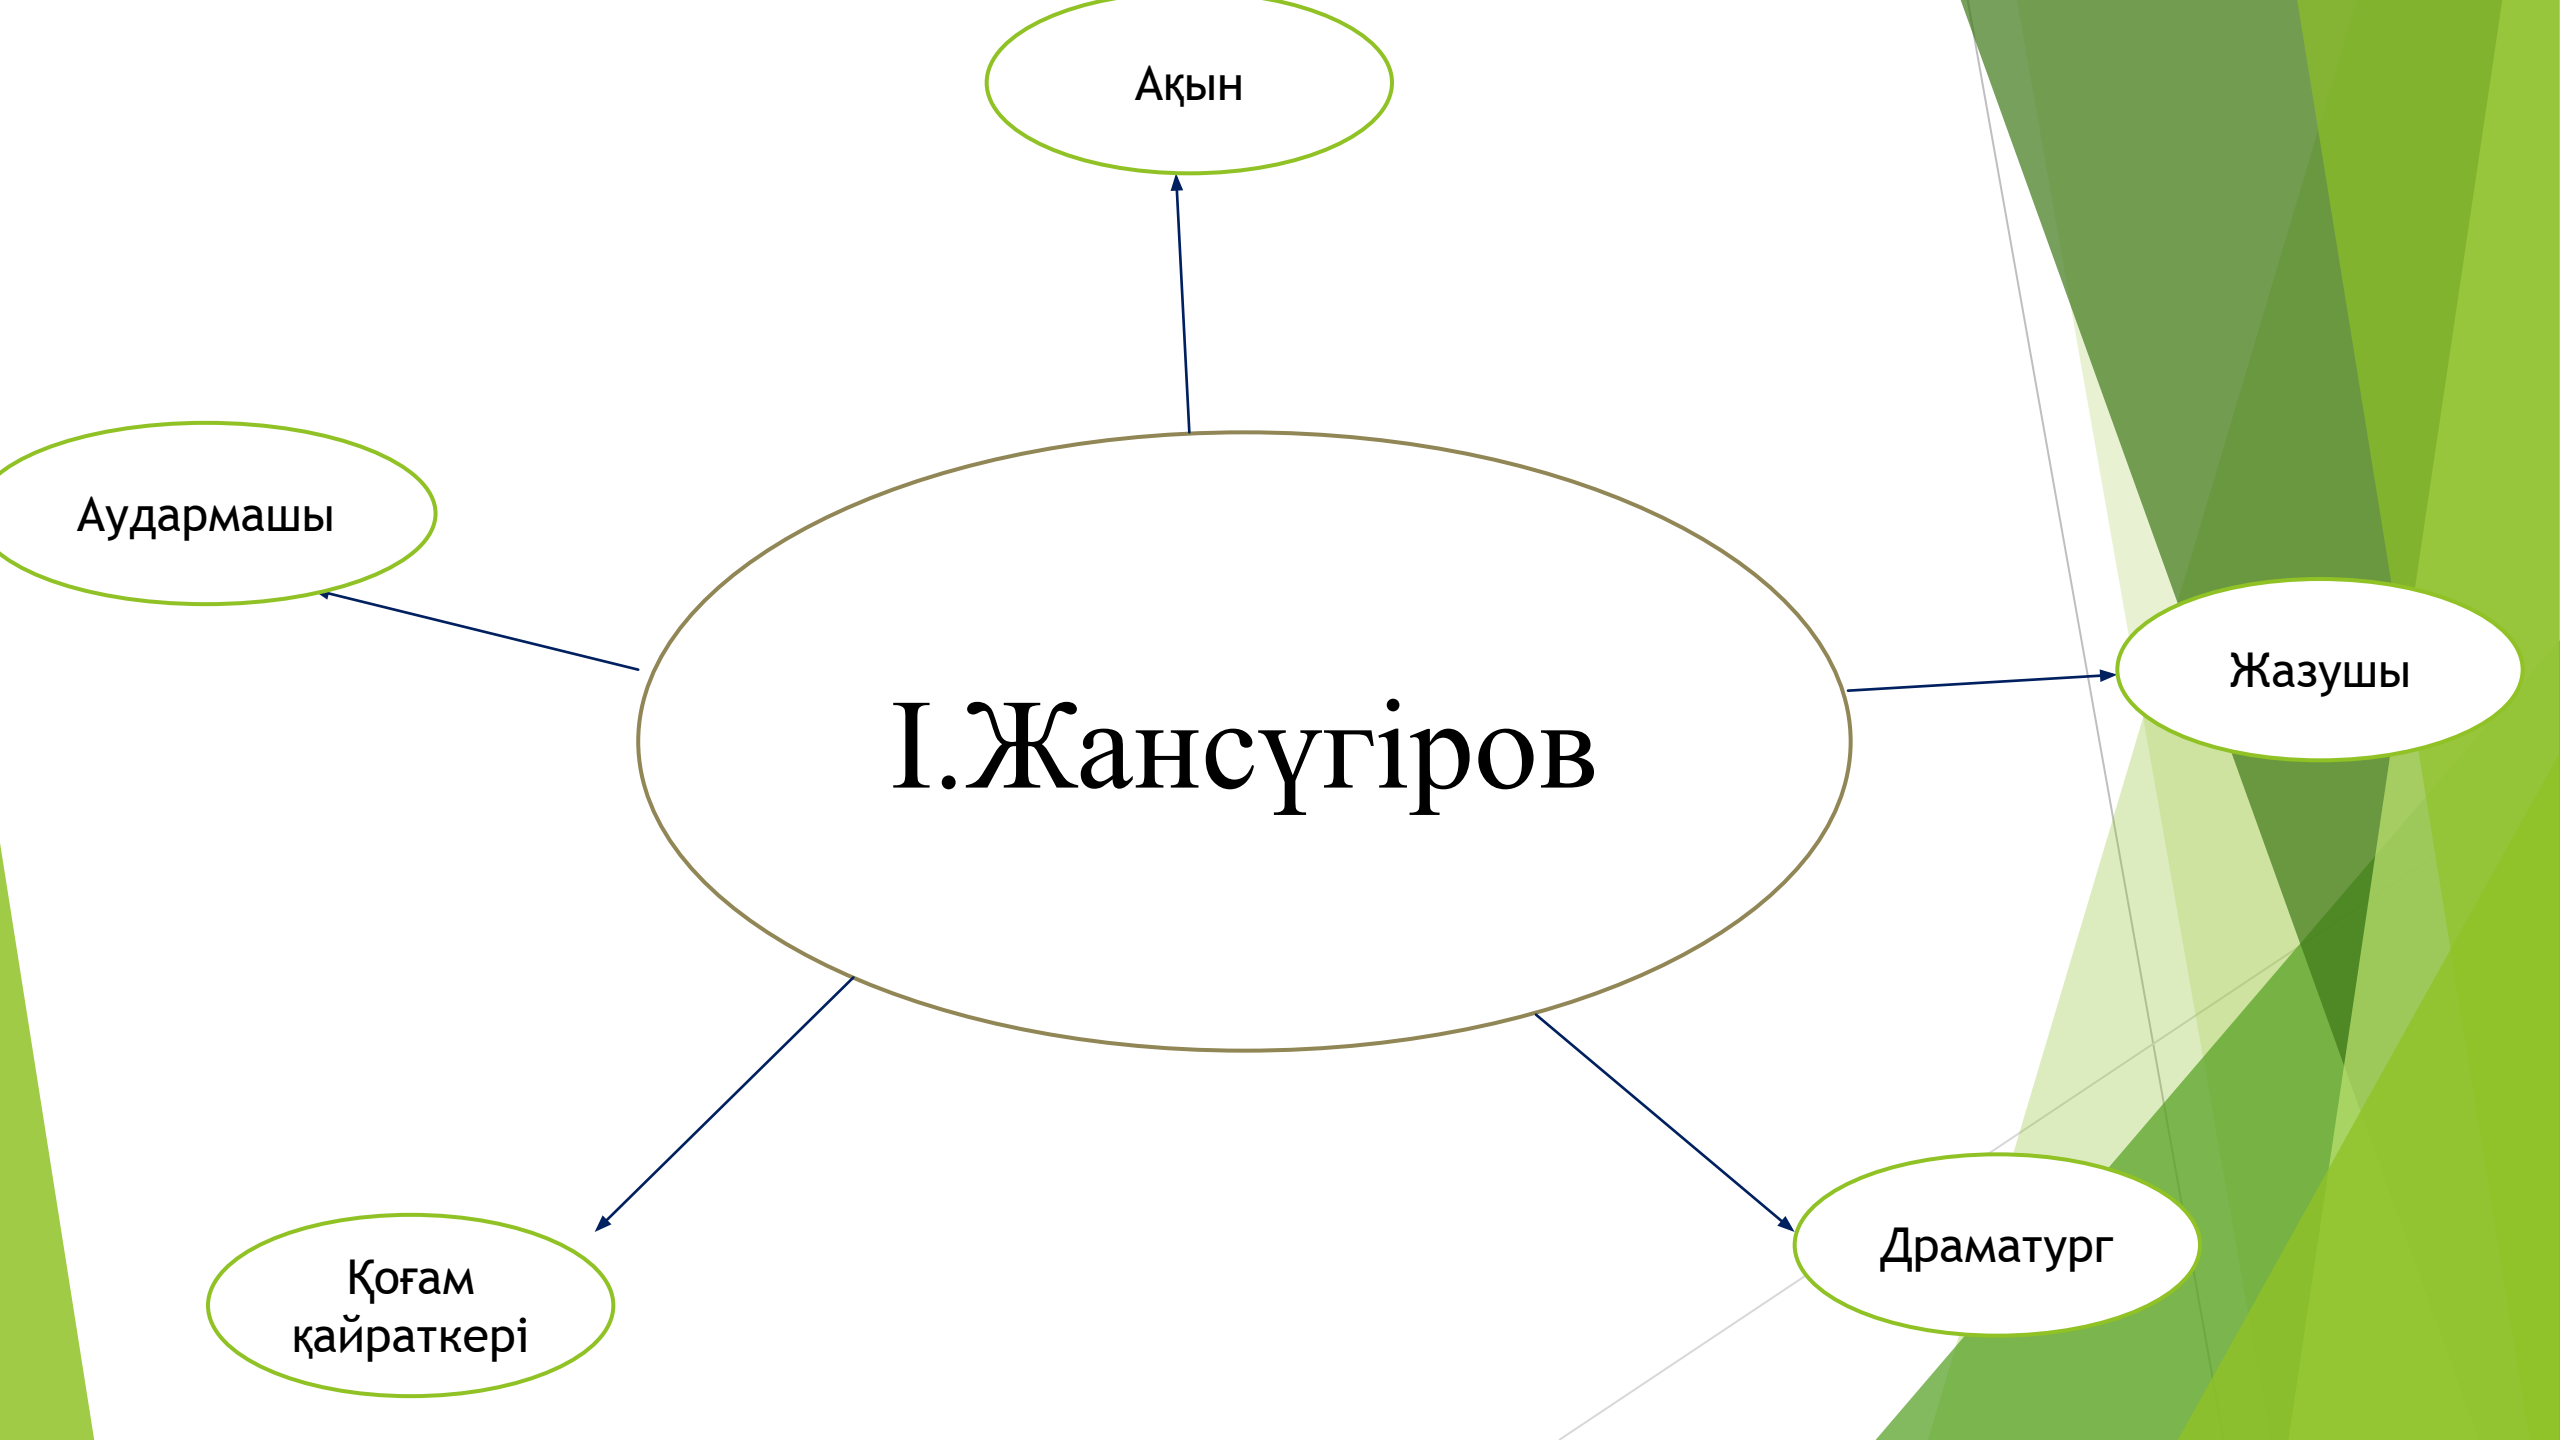 Ақын
Аудармашы
І.Жансүгіров
Жазушы
Драматург
Қоғам
қайраткері